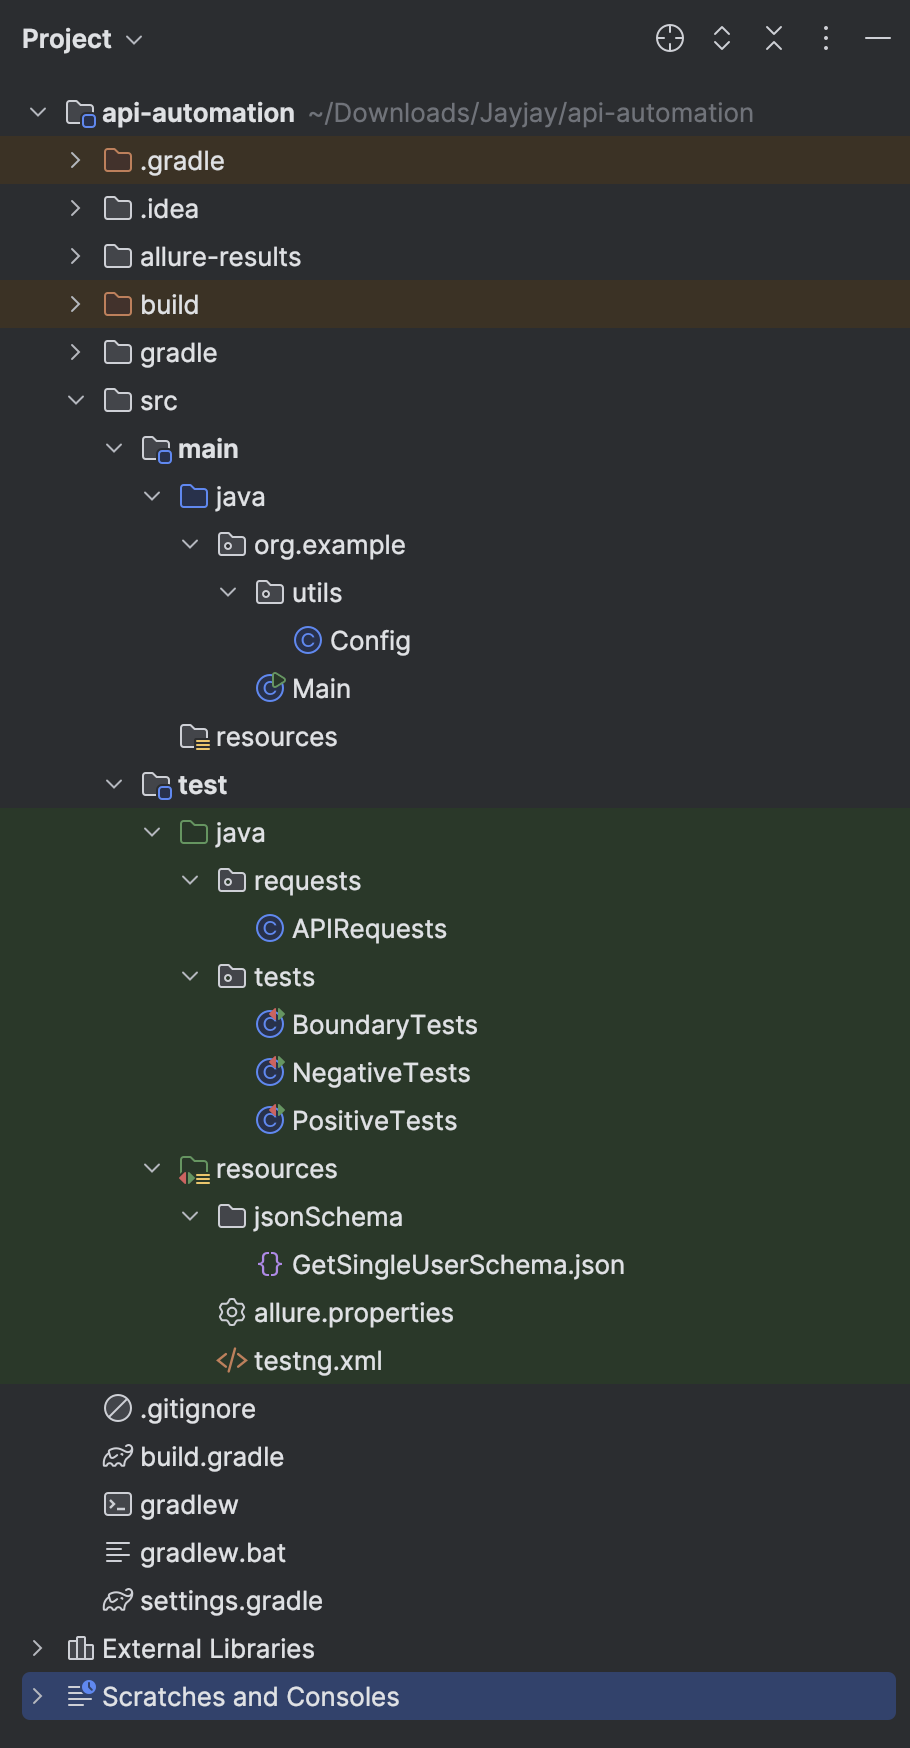 Project
api-automation ~/Downloads/Jayjay/api-automation
.gradle
.idea
allure-results
build
gradle
src
main
java
org.example
utils
Config
Main
resources
test
java
requests
APIRequests
tests
BoundaryTests
NegativeTests
PositiveTests
resources
jsonSchema
GetSingleUserSchema.json
allure.properties
testng.xml
.gitignore
build.gradle
gradlew
gradlew.bat
settings.gradle
External Libraries
Scratches and Consoles